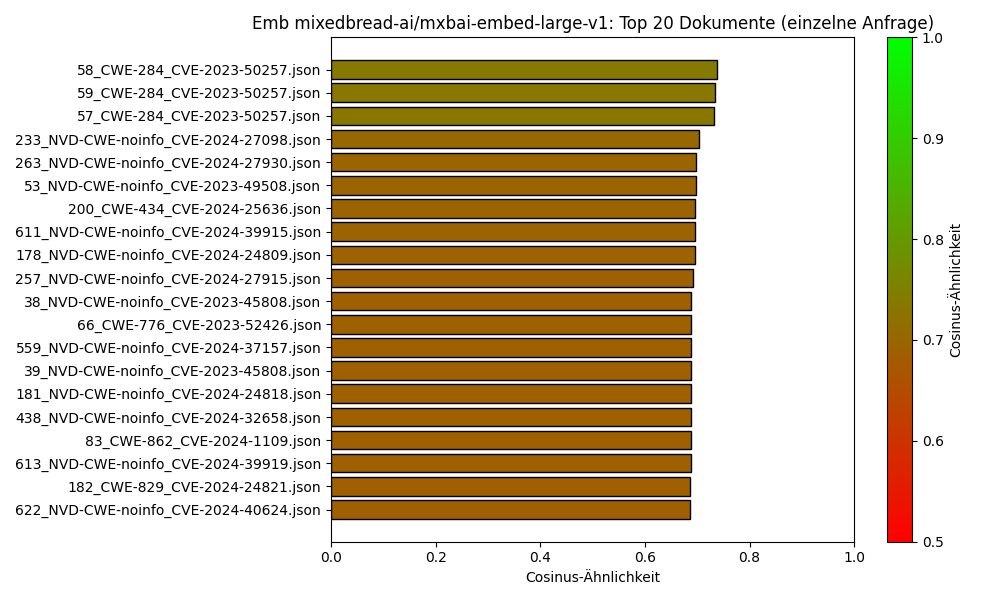 Emb mixedbread-ai/mxbai-embed-large-v1: Top 20 Dokumente (einzelne Anfrage)
58_CWE-284_CVE-2023-50257.json
59_CWE-284_CVE-2023-50257.json
57_CWE-284_CVE-2023-50257.json
233_NVD-CWE-noinfo_CVE-2024-27098.json
263_NVD-CWE-noinfo_CVE-2024-27930.json
53_NVD-CWE-noinfo_CVE-2023-49508.json
200_CWE-434_CVE-2024-25636.json
611_NVD-CWE-noinfo_CVE-2024-39915.json
178_NVD-CWE-noinfo_CVE-2024-24809.json
257_NVD-CWE-noinfo_CVE-2024-27915.json
38_NVD-CWE-noinfo_CVE-2023-45808.json
66_CWE-776_CVE-2023-52426.json
559_NVD-CWE-noinfo_CVE-2024-37157.json
39_NVD-CWE-noinfo_CVE-2023-45808.json
181_NVD-CWE-noinfo_CVE-2024-24818.json
438_NVD-CWE-noinfo_CVE-2024-32658.json
83_CWE-862_CVE-2024-1109.json
613_NVD-CWE-noinfo_CVE-2024-39919.json
182_CWE-829_CVE-2024-24821.json
622_NVD-CWE-noinfo_CVE-2024-40624.json
0.0 0.2 0.4 0.6 0.8 1.0
Cosinus-Ähnlichkeit
1.0
0.9
0.8
0.7
0.6
0.5
Cosinus-Ähnlichkeit